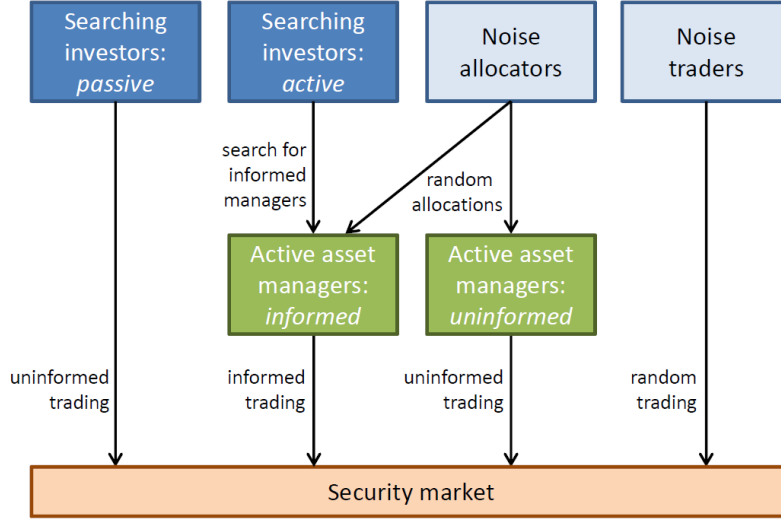 Searching
investors:
passive
Searching
investors:
active
Noise
allocators
Noise
traders
search for
informed
managers
random
allocations
Active asset
managers:
informed
Active asset
managers:
uninformed
uninformed
trading
informed
trading
uninformed
trading
random
trading
Security market